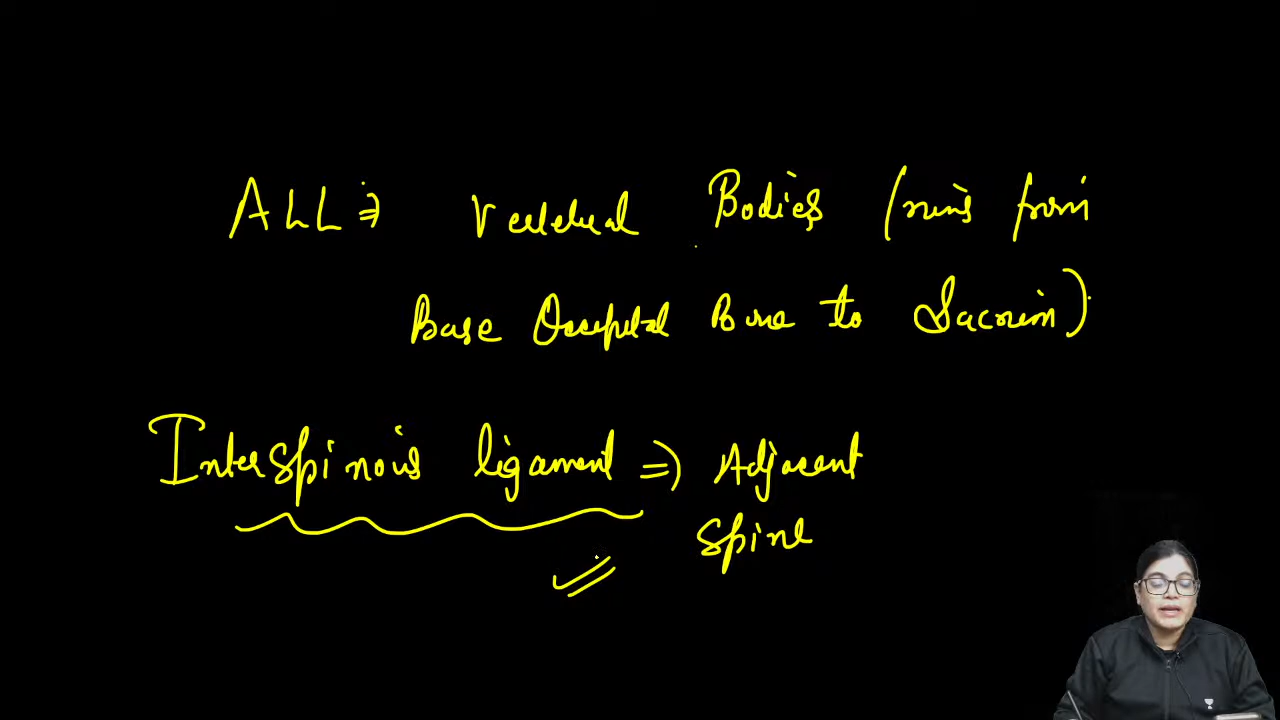 ALL ⇒ Vertebral Bodies (runs from
Base Occipital Bone to Sacrum)
Interspinous ligament ⇒ Adjacent
Spine